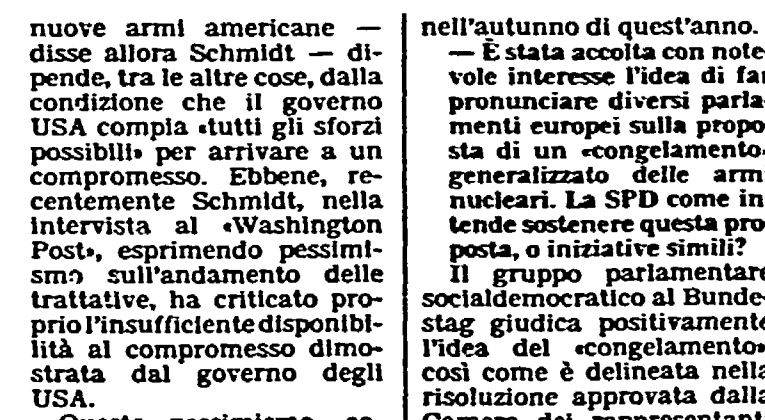 nuove armi americane —
disse allora Schmidt — di-
pende, tra le altre cose, dalla
condizione che il governo
USA compia «tutti gli sforzi
possibili» per arrivare a un
compromesso. Ebbene, re-
centemente Schmidt, nella
intervista al «Washington
Post», esprimendo pessimi-
smo sull'andamento delle
trattative, ha criticato pro-
prio l'insufficiente disponibi-
lità al compromesso dimo-
strata dal governo degli
USA.
nell'autunno di quest'anno.
— È stata accolta con note-
vole interesse l'idea di far
pronunciare diversi parla-
menti europei sulla propo-
sta di un «congelamento»
generalizzato delle armi
nucleari. La SPD come in-
tende sostenere questa pro-
posta, o iniziative simili?
Il gruppo parlamentare
socialdemocratico al Bunde-
stag giudica positivamente
l'idea del «congelamento»
così come è delineata nella
risoluzione approvata dalla